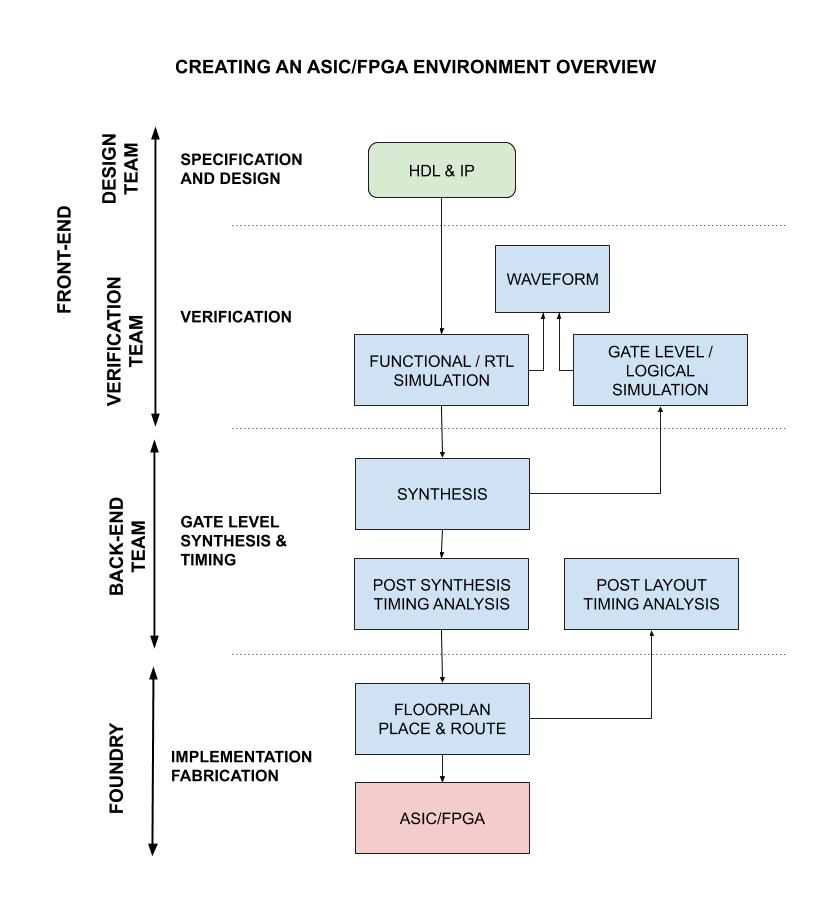 CREATING AN ASIC/FPGA ENVIRONMENT OVERVIEW
FRONT-END
DESIGN
TEAM
SPECIFICATION
AND DESIGN
HDL & IP
VERIFICATION
TEAM
VERIFICATION
WAVEFORM
FUNCTIONAL / RTL
SIMULATION
GATE LEVEL /
LOGICAL
SIMULATION
BACK-END
TEAM
GATE LEVEL
SYNTHESIS &
TIMING
SYNTHESIS
POST SYNTHESIS
TIMING ANALYSIS
POST LAYOUT
TIMING ANALYSIS
FOUNDRY
IMPLEMENTATION
FABRICATION
FLOORPLAN
PLACE & ROUTE
ASIC/FPGA